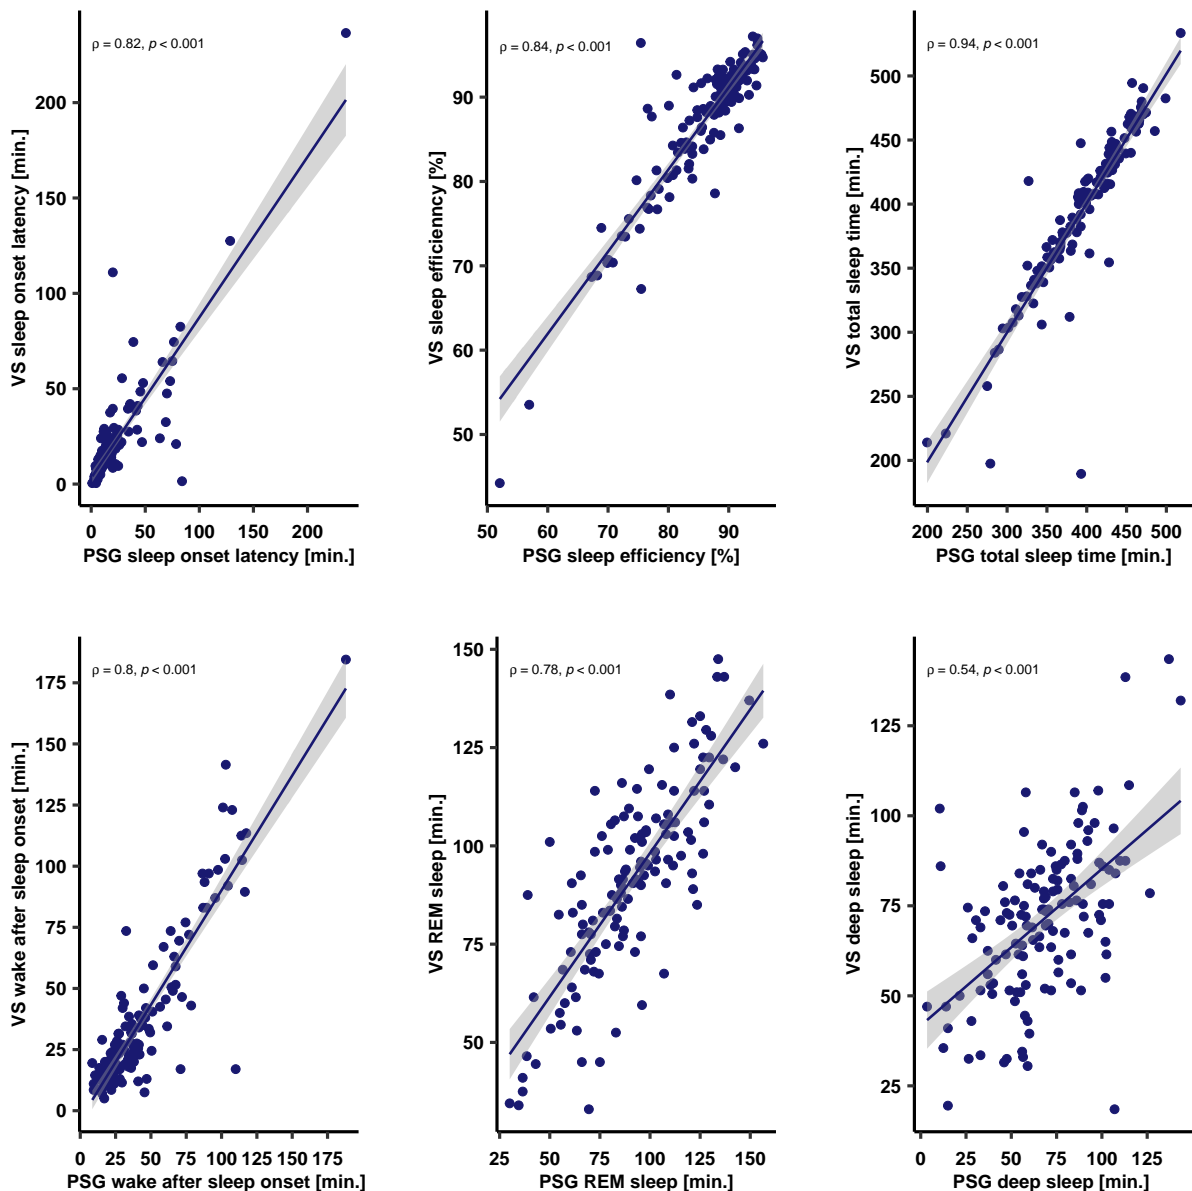 ρ = 0.82, p < 0.001
VS sleep onset latency [min.]
200
150
100
50
0
0 50 100 150 200
PSG sleep onset latency [min.]
ρ = 0.84, p < 0.001
VS sleep efficienncy [%]
90
80
70
60
50
50 60 70 80 90
PSG sleep efficiency [%]
ρ = 0.94, p < 0.001
VS total sleep time [min.]
500
450
400
350
300
250
200
200 250 300 350 400 450 500
PSG total sleep time [min.]
ρ = 0.8, p < 0.001
VS wake after sleep onset [min.]
175
150
125
100
75
50
25
0
0 25 50 75 100 125 150 175
PSG wake after sleep onset [min.]
ρ = 0.78, p < 0.001
VS REM sleep [min.]
150
125
100
75
50
25 50 75 100 125 150
PSG REM sleep [min.]
ρ = 0.54, p < 0.001
VS deep sleep [min.]
125
100
75
50
25
0 25 50 75 100 125
PSG deep sleep [min.]